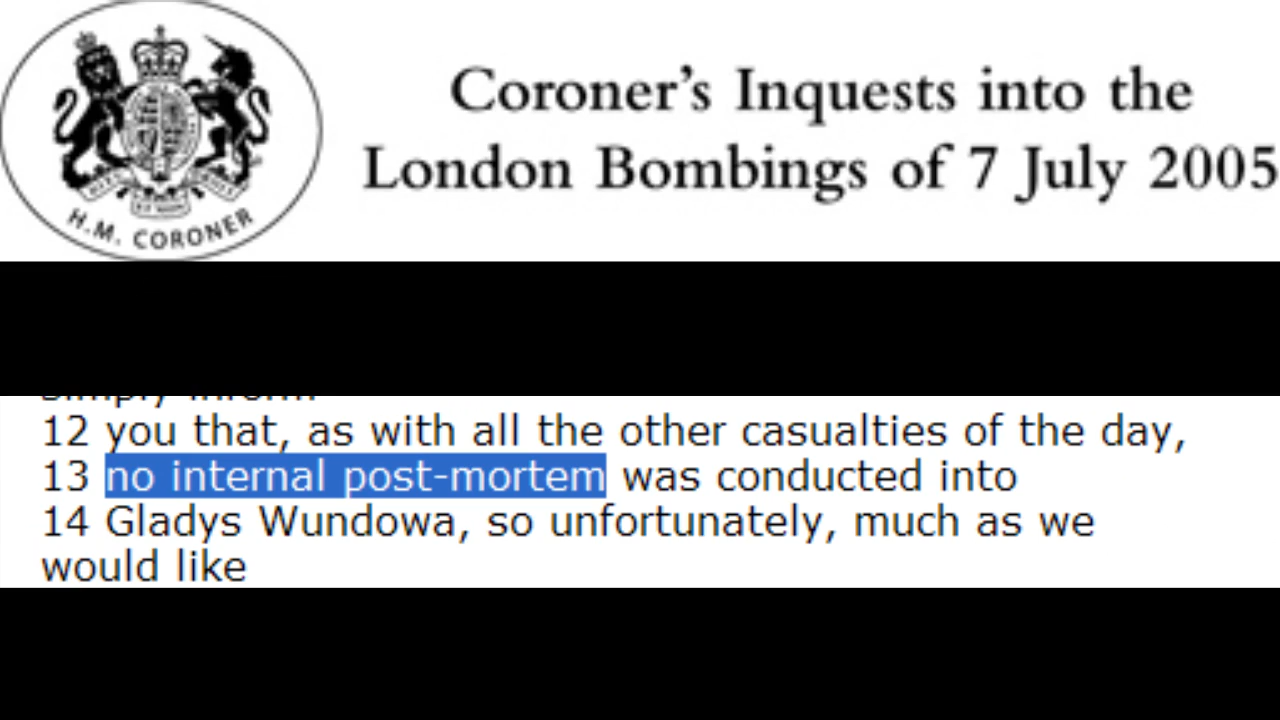 Coroner's Inquests into the
London Bombings of 7 July 2005
H.M. CORONER
12 you that, as with all the other casualties of the day,
13 no internal post-mortem was conducted into
14 Gladys Wundowa, so unfortunately, much as we
would like